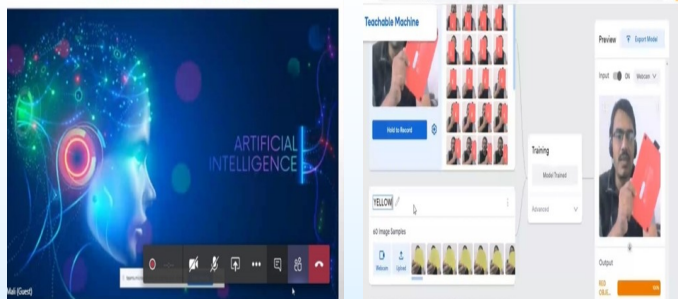 ARTIFICIAL
INTELLIGENCE
Mali (Guest)
Teachable Machine
Hold to Record
YELLOW
60 Image Samples
Webcam
Upload
Training
Model Trained
Advanced
Preview
Export Model
Input
ON
Webcam
Output
RED